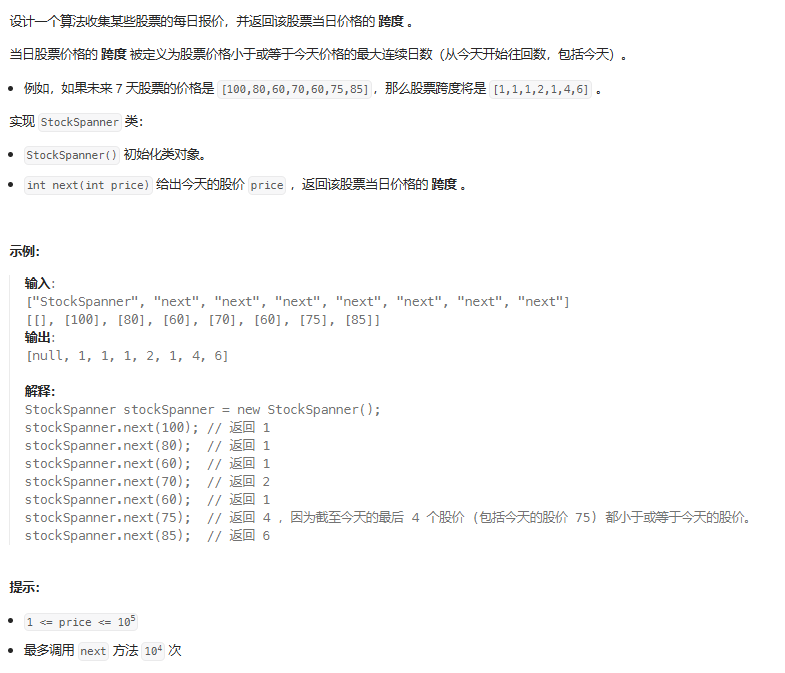 设计一个算法收集某些股票的每日报价，并返回该股票当日价格的 跨度 。
当日股票价格的 跨度 被定义为股票价格小于或等于今天价格的最大连续日数（从今天开始往回数，包括今天）。
• 例如，如果未来 7 天股票的价格是 [100,80,60,70,60,75,85]，那么股票跨度将是 [1,1,1,2,1,4,6] 。
实现 StockSpanner 类：
• StockSpanner() 初始化类对象。
• int next(int price) 给出今天的股价 price ，返回该股票当日价格的 跨度 。
示例：
输入：
["StockSpanner", "next", "next", "next", "next", "next", "next", "next"]
[[], [100], [80], [60], [70], [60], [75], [85]]
输出：
[null, 1, 1, 1, 2, 1, 4, 6]
解释：
StockSpanner stockSpanner = new StockSpanner();
stockSpanner.next(100); // 返回 1
stockSpanner.next(80);  // 返回 1
stockSpanner.next(60);  // 返回 1
stockSpanner.next(70);  // 返回 2
stockSpanner.next(60);  // 返回 1
stockSpanner.next(75);  // 返回 4 ，因为截至今天的最后 4 个股价 (包括今天的股价 75) 都小于或等于今天的股价。
stockSpanner.next(85);  // 返回 6
提示：
• 1 <= price <= 10⁵
• 最多调用 next 方法 10⁴ 次